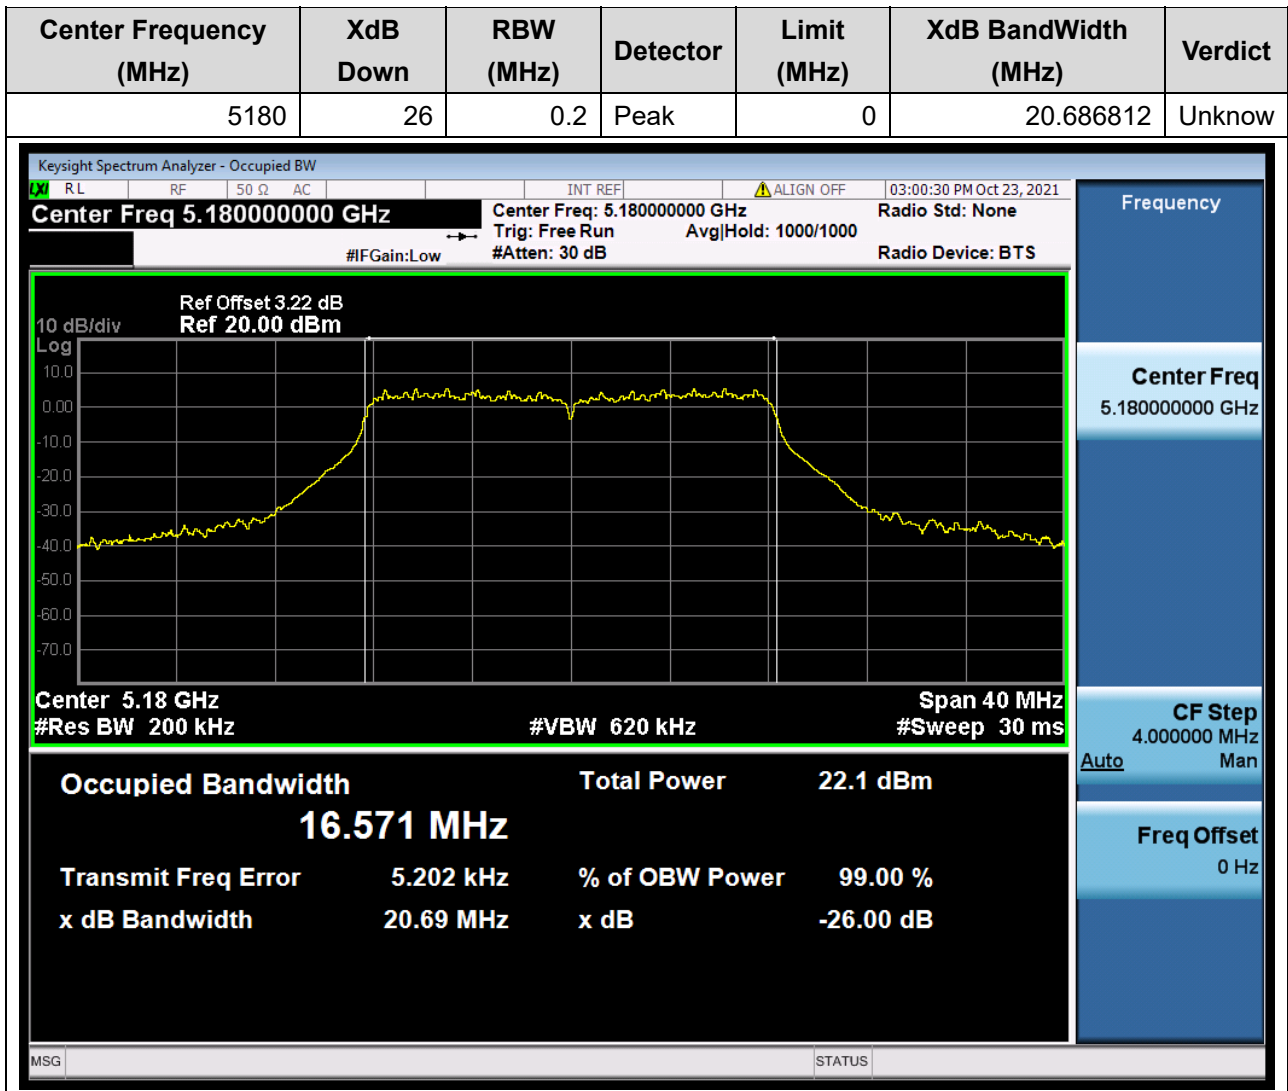 Center Frequency (MHz) XdB Down RBW (MHz) Detector Limit (MHz) XdB BandWidth (MHz) Verdict
5180 26 0.2 Peak 0 20.686812 Unknow
Keysight Spectrum Analyzer - Occupied BW
LXI RL RF 50 Ω AC INT REF ALIGN OFF 03:00:30 PM Oct 23, 2021
Center Freq 5.180000000 GHz
Center Freq: 5.180000000 GHz
Radio Std: None
Trig: Free Run Avg|Hold: 1000/1000
#IFGain:Low
#Atten: 30 dB
Radio Device: BTS
Ref Offset 3.22 dB
10 dB/div Ref 20.00 dBm
Log
10.0
0.00
-10.0
-20.0
-30.0
-40.0
-50.0
-60.0
-70.0
Center 5.18 GHz Span 40 MHz
#Res BW 200 kHz #VBW 620 kHz #Sweep 30 ms
Occupied Bandwidth Total Power 22.1 dBm
16.571 MHz
Transmit Freq Error 5.202 kHz % of OBW Power 99.00 %
x dB Bandwidth 20.69 MHz x dB -26.00 dB
Frequency
Center Freq
5.180000000 GHz
CF Step
4.000000 MHz
Auto Man
Freq Offset
0 Hz
MSG STATUS